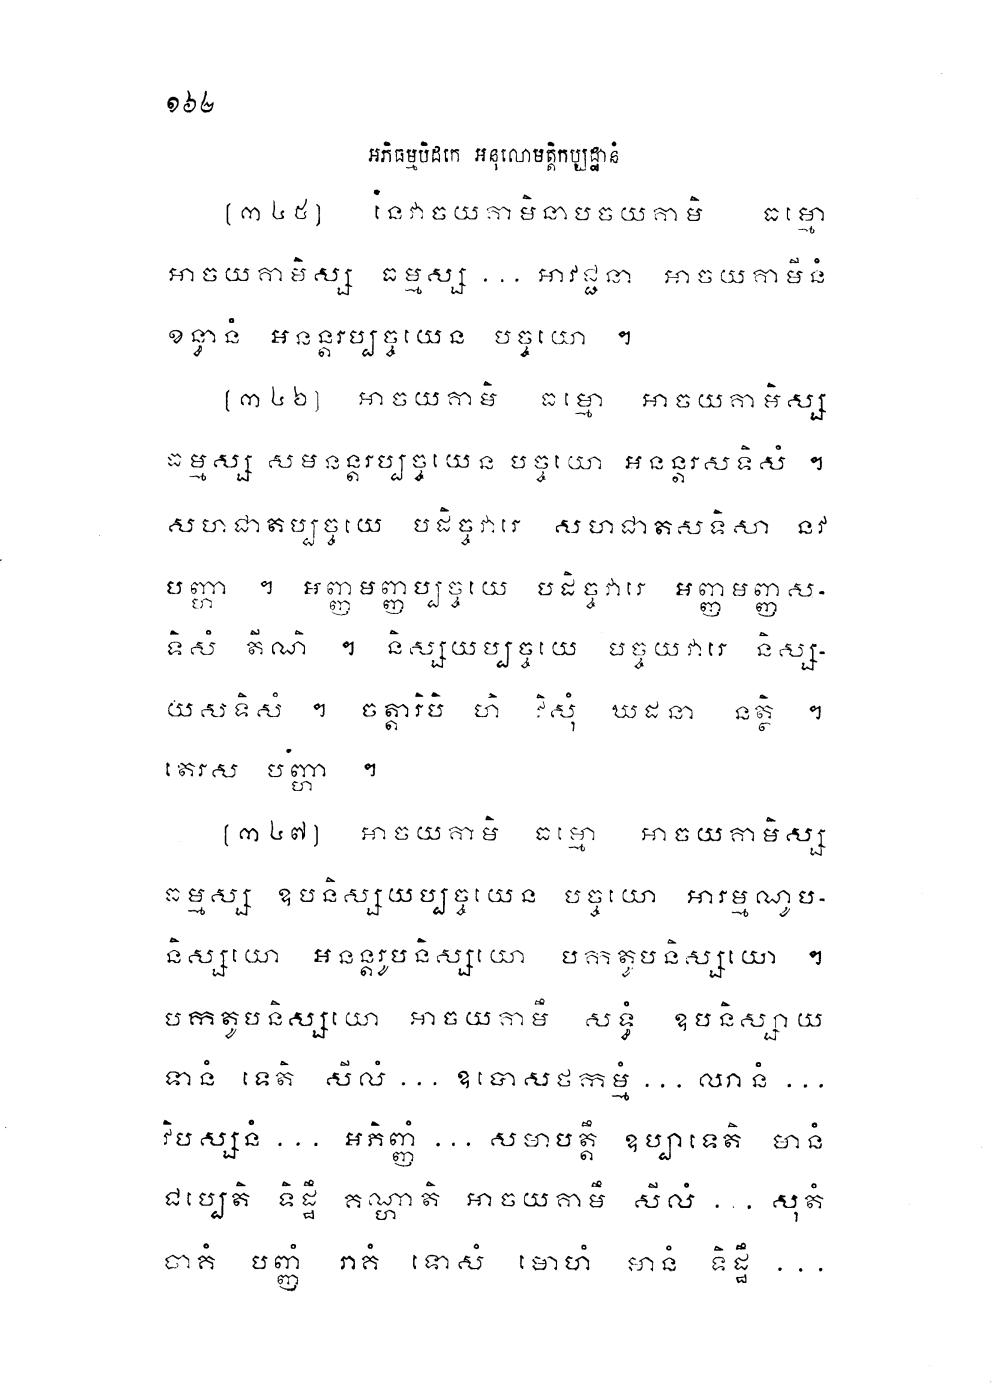 ១៦៤
អភិធម្មបិដកេ អនុលោមត្តិកប្បដ្ឋានំ
(៣៤៥) នេវាចយគាមិនាបចយគាមិ ធម្មោ
អាចយគាមិស្ស ធម្មស្ស ... អាវជ្ជនា អាចយគាមីនំ
ខន្ធានំ អនន្តរប្បច្ចយេន បច្ចយោ ។
(៣៤៦) អាចយគាមិ ធម្មោ អាចយគាមិស្ស
ធម្មស្ស សមនន្តរប្បច្ចយេន បច្ចយោ អនន្តរសទិសំ ។
សហជាតប្បច្ចយេ បដិច្ចវារេ សហជាតសទិសា នវ
បញ្ហា ។ អញ្ញមញ្ញប្បច្ចយេ បដិច្ចវារេ អញ្ញមញ្ញស-
ទិសំ តីណិ ។ និស្សយប្បច្ចយេ បច្ចយវារេ និស្ស-
យសទិសំ ។ ចត្តារិបិ ហិ វិសុំ ឃដនា នត្ថិ ។
តេរស បញ្ហា ។
(៣៤៧) អាចយគាមិ ធម្មោ អាចយគាមិស្ស
ធម្មស្ស ឧបនិស្សយប្បច្ចយេន បច្ចយោ អារម្មណូប-
និស្សយោ អនន្តរូបនិស្សយោ បកតូបនិស្សយោ ។
បកតូបនិស្សយោ អាចយគាមឹ សទ្ធំ ឧបនិស្សាយ
ទានំ ទេតិ សីលំ ... ឧបោសថកម្មំ ... ឈានំ ...
វិបស្សនំ ... អភិញ្ញំ ... សមាបត្តឹ ឧប្បាទេតិ មានំ
ជប្បេតិ ទិដ្ឋឹ គណ្ហាតិ អាចយគាមឹ សីលំ ... សុតំ
ចាគំ បញ្ញំ រាគំ ទោសំ មោហំ មានំ ទិដ្ឋឹ ...